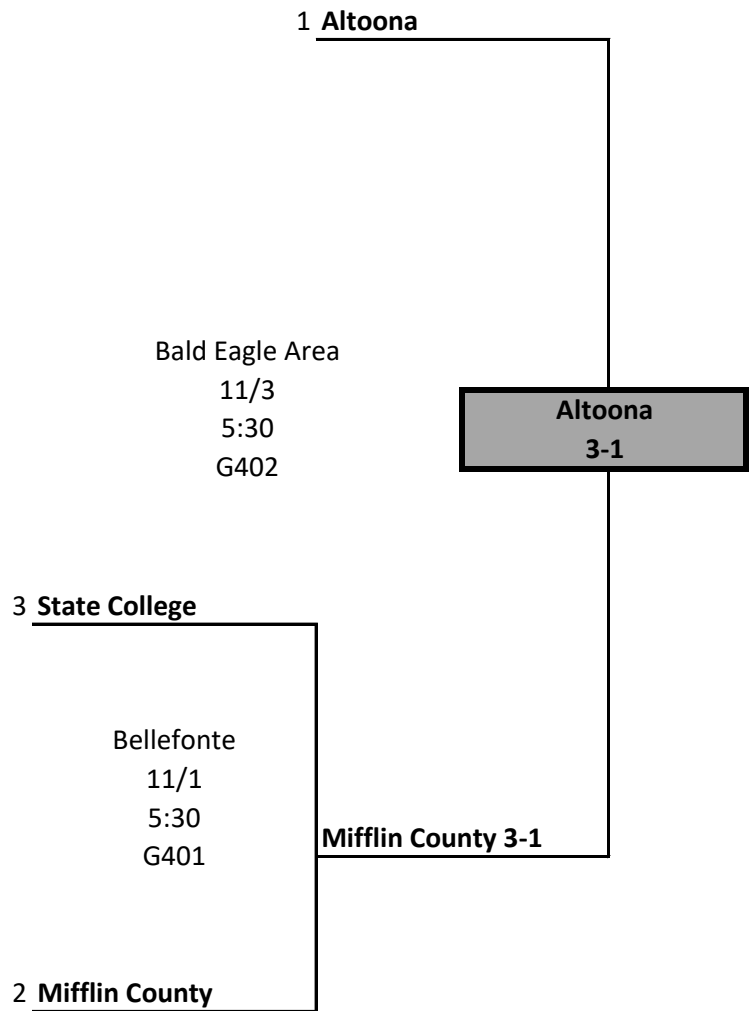 1 Altoona
Bald Eagle Area
11/3
5:30
G402
Altoona
3-1
3 State College
Bellefonte
11/1
5:30
G401
Mifflin County 3-1
2 Mifflin County